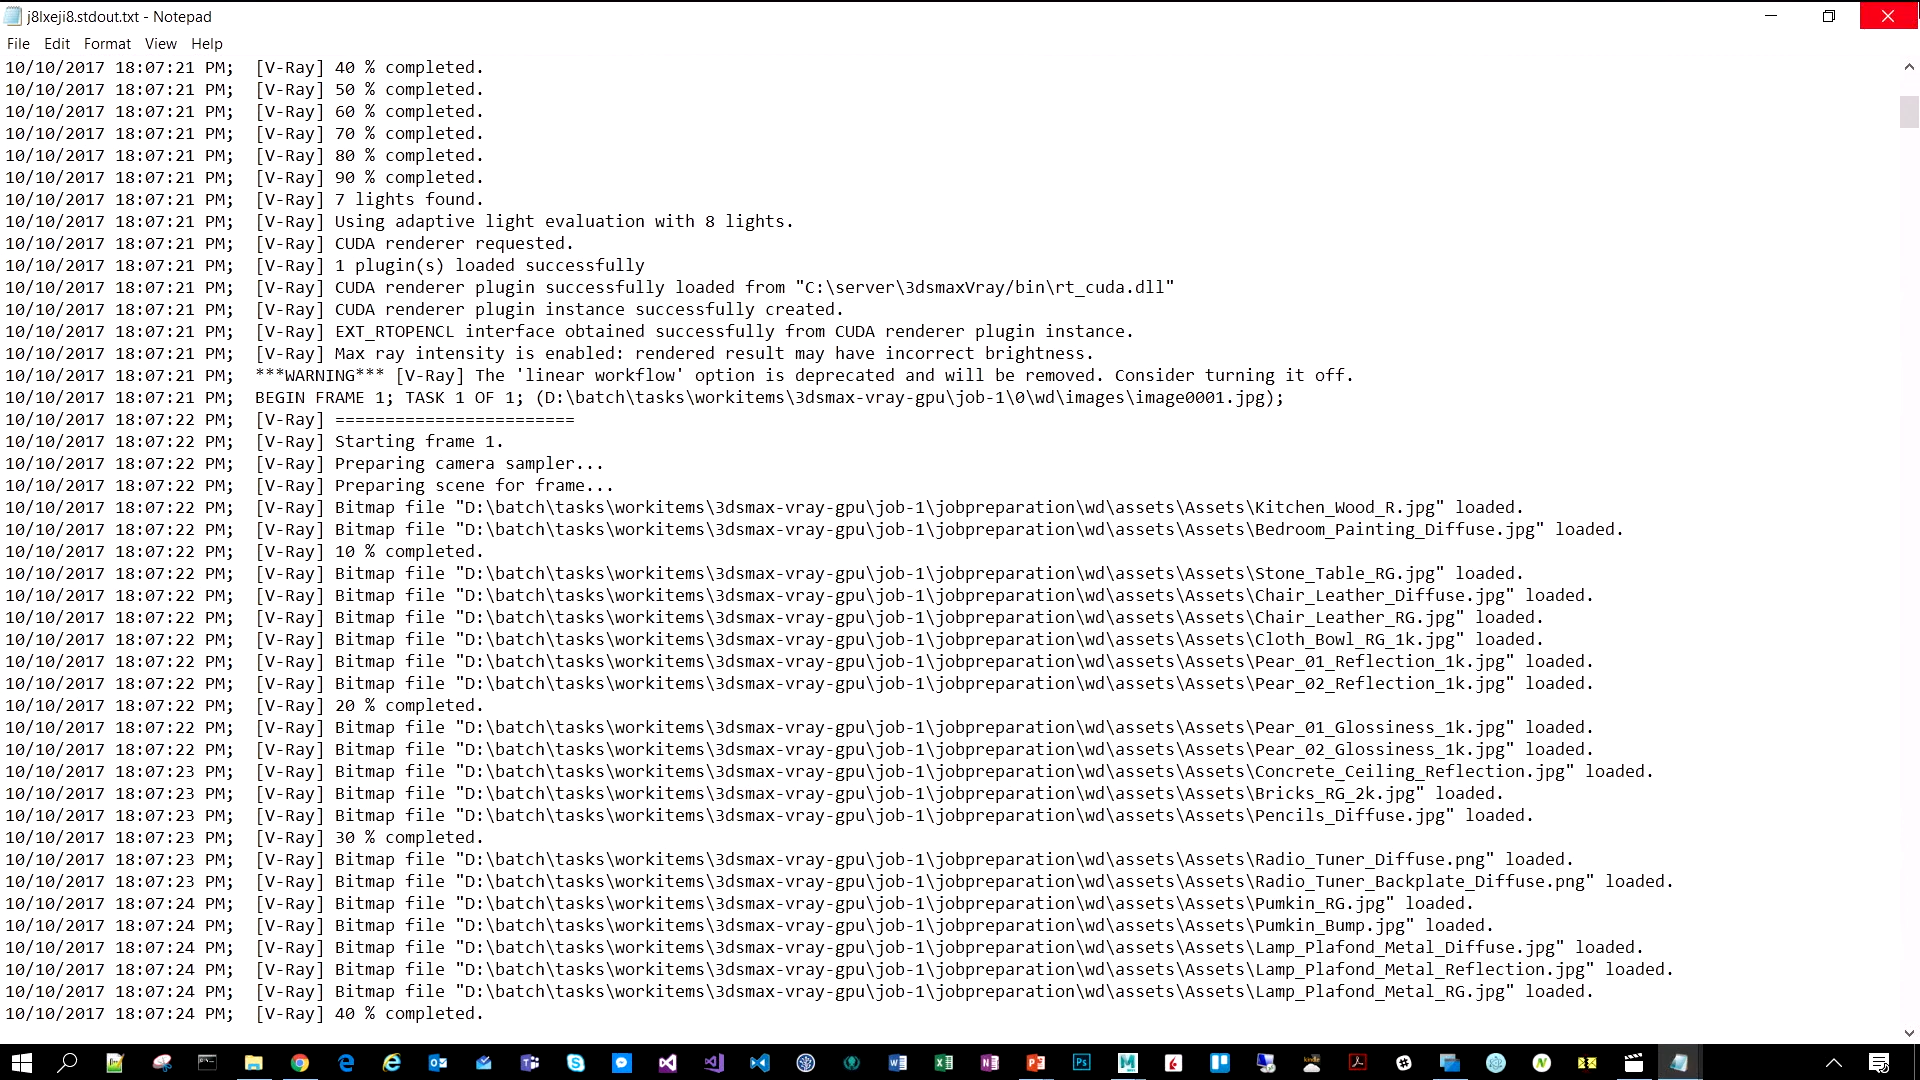 j8lxeji8.stdout.txt - Notepad
File Edit Format View Help
10/10/2017 18:07:21 PM; [V-Ray] 40 % completed.
10/10/2017 18:07:21 PM; [V-Ray] 50 % completed.
10/10/2017 18:07:21 PM; [V-Ray] 60 % completed.
10/10/2017 18:07:21 PM; [V-Ray] 70 % completed.
10/10/2017 18:07:21 PM; [V-Ray] 80 % completed.
10/10/2017 18:07:21 PM; [V-Ray] 90 % completed.
10/10/2017 18:07:21 PM; [V-Ray] 7 lights found.
10/10/2017 18:07:21 PM; [V-Ray] Using adaptive light evaluation with 8 lights.
10/10/2017 18:07:21 PM; [V-Ray] CUDA renderer requested.
10/10/2017 18:07:21 PM; [V-Ray] 1 plugin(s) loaded successfully
10/10/2017 18:07:21 PM; [V-Ray] CUDA renderer plugin successfully loaded from "C:\server\3dsmaxVray/bin\rt_cuda.dll"
10/10/2017 18:07:21 PM; [V-Ray] CUDA renderer plugin instance successfully created.
10/10/2017 18:07:21 PM; [V-Ray] EXT_RTOPENCL interface obtained successfully from CUDA renderer plugin instance.
10/10/2017 18:07:21 PM; [V-Ray] Max ray intensity is enabled: rendered result may have incorrect brightness.
10/10/2017 18:07:21 PM; ***WARNING*** [V-Ray] The 'linear workflow' option is deprecated and will be removed. Consider turning it off.
10/10/2017 18:07:21 PM; BEGIN FRAME 1; TASK 1 OF 1; (D:\batch\tasks\workitems\3dsmax-vray-gpu\job-1\0\wd\images\image0001.jpg);
10/10/2017 18:07:22 PM; [V-Ray] ========================
10/10/2017 18:07:22 PM; [V-Ray] Starting frame 1.
10/10/2017 18:07:22 PM; [V-Ray] Preparing camera sampler...
10/10/2017 18:07:22 PM; [V-Ray] Preparing scene for frame...
10/10/2017 18:07:22 PM; [V-Ray] Bitmap file "D:\batch\tasks\workitems\3dsmax-vray-gpu\job-1\jobpreparation\wd\assets\Assets\Kitchen_Wood_R.jpg" loaded.
10/10/2017 18:07:22 PM; [V-Ray] Bitmap file "D:\batch\tasks\workitems\3dsmax-vray-gpu\job-1\jobpreparation\wd\assets\Assets\Bedroom_Painting_Diffuse.jpg" loaded.
10/10/2017 18:07:22 PM; [V-Ray] 10 % completed.
10/10/2017 18:07:22 PM; [V-Ray] Bitmap file "D:\batch\tasks\workitems\3dsmax-vray-gpu\job-1\jobpreparation\wd\assets\Assets\Stone_Table_RG.jpg" loaded.
10/10/2017 18:07:22 PM; [V-Ray] Bitmap file "D:\batch\tasks\workitems\3dsmax-vray-gpu\job-1\jobpreparation\wd\assets\Assets\Chair_Leather_Diffuse.jpg" loaded.
10/10/2017 18:07:22 PM; [V-Ray] Bitmap file "D:\batch\tasks\workitems\3dsmax-vray-gpu\job-1\jobpreparation\wd\assets\Assets\Chair_Leather_RG.jpg" loaded.
10/10/2017 18:07:22 PM; [V-Ray] Bitmap file "D:\batch\tasks\workitems\3dsmax-vray-gpu\job-1\jobpreparation\wd\assets\Assets\Cloth_Bowl_RG_1k.jpg" loaded.
10/10/2017 18:07:22 PM; [V-Ray] Bitmap file "D:\batch\tasks\workitems\3dsmax-vray-gpu\job-1\jobpreparation\wd\assets\Assets\Pear_01_Reflection_1k.jpg" loaded.
10/10/2017 18:07:22 PM; [V-Ray] Bitmap file "D:\batch\tasks\workitems\3dsmax-vray-gpu\job-1\jobpreparation\wd\assets\Assets\Pear_02_Reflection_1k.jpg" loaded.
10/10/2017 18:07:22 PM; [V-Ray] 20 % completed.
10/10/2017 18:07:22 PM; [V-Ray] Bitmap file "D:\batch\tasks\workitems\3dsmax-vray-gpu\job-1\jobpreparation\wd\assets\Assets\Pear_01_Glossiness_1k.jpg" loaded.
10/10/2017 18:07:22 PM; [V-Ray] Bitmap file "D:\batch\tasks\workitems\3dsmax-vray-gpu\job-1\jobpreparation\wd\assets\Assets\Pear_02_Glossiness_1k.jpg" loaded.
10/10/2017 18:07:23 PM; [V-Ray] Bitmap file "D:\batch\tasks\workitems\3dsmax-vray-gpu\job-1\jobpreparation\wd\assets\Assets\Concrete_Ceiling_Reflection.jpg" loaded.
10/10/2017 18:07:23 PM; [V-Ray] Bitmap file "D:\batch\tasks\workitems\3dsmax-vray-gpu\job-1\jobpreparation\wd\assets\Assets\Bricks_RG_2k.jpg" loaded.
10/10/2017 18:07:23 PM; [V-Ray] Bitmap file "D:\batch\tasks\workitems\3dsmax-vray-gpu\job-1\jobpreparation\wd\assets\Assets\Pencils_Diffuse.jpg" loaded.
10/10/2017 18:07:23 PM; [V-Ray] 30 % completed.
10/10/2017 18:07:23 PM; [V-Ray] Bitmap file "D:\batch\tasks\workitems\3dsmax-vray-gpu\job-1\jobpreparation\wd\assets\Assets\Radio_Tuner_Diffuse.png" loaded.
10/10/2017 18:07:23 PM; [V-Ray] Bitmap file "D:\batch\tasks\workitems\3dsmax-vray-gpu\job-1\jobpreparation\wd\assets\Assets\Radio_Tuner_Backplate_Diffuse.png" loaded.
10/10/2017 18:07:24 PM; [V-Ray] Bitmap file "D:\batch\tasks\workitems\3dsmax-vray-gpu\job-1\jobpreparation\wd\assets\Assets\Pumkin_RG.jpg" loaded.
10/10/2017 18:07:24 PM; [V-Ray] Bitmap file "D:\batch\tasks\workitems\3dsmax-vray-gpu\job-1\jobpreparation\wd\assets\Assets\Pumkin_Bump.jpg" loaded.
10/10/2017 18:07:24 PM; [V-Ray] Bitmap file "D:\batch\tasks\workitems\3dsmax-vray-gpu\job-1\jobpreparation\wd\assets\Assets\Lamp_Plafond_Metal_Diffuse.jpg" loaded.
10/10/2017 18:07:24 PM; [V-Ray] Bitmap file "D:\batch\tasks\workitems\3dsmax-vray-gpu\job-1\jobpreparation\wd\assets\Assets\Lamp_Plafond_Metal_Reflection.jpg" loaded.
10/10/2017 18:07:24 PM; [V-Ray] Bitmap file "D:\batch\tasks\workitems\3dsmax-vray-gpu\job-1\jobpreparation\wd\assets\Assets\Lamp_Plafond_Metal_RG.jpg" loaded.
10/10/2017 18:07:24 PM; [V-Ray] 40 % completed.